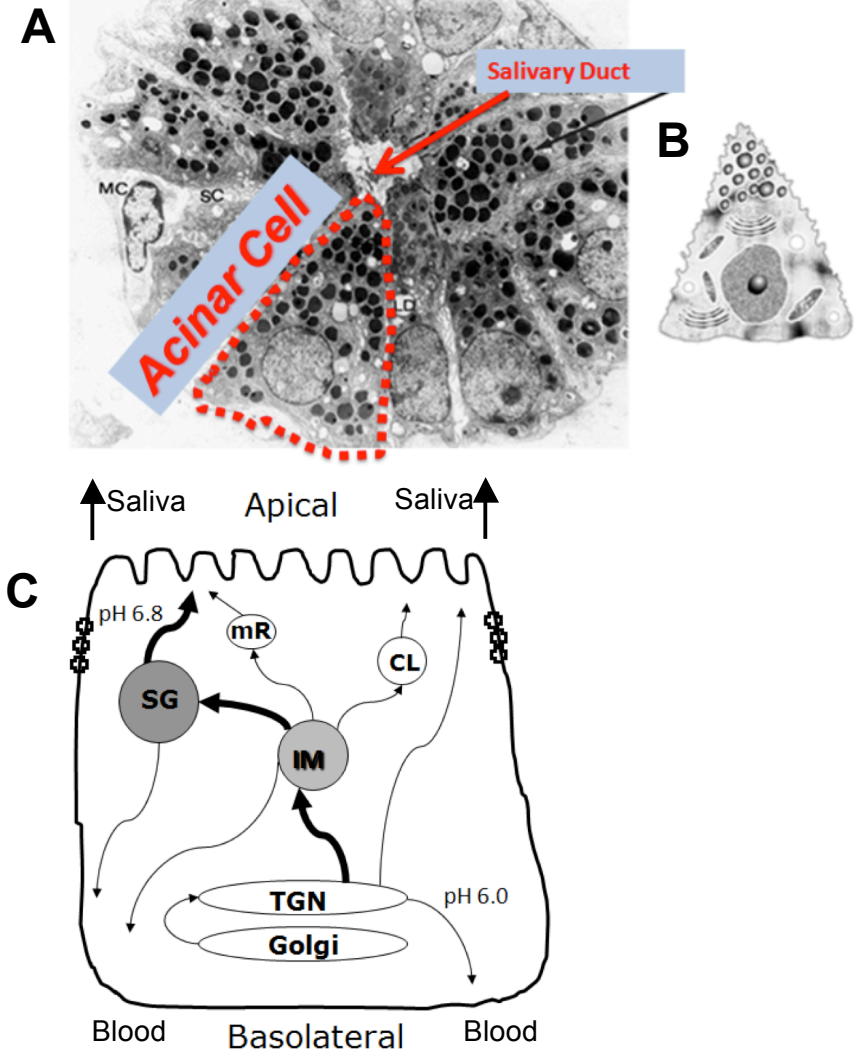 A
Salivary Duct
B
MC
SC
Acinar Cell
LD
Saliva
Apical
Saliva
C
pH 6.8
mR
CL
SG
IM
TGN
pH 6.0
Golgi
Blood
Basolateral
Blood